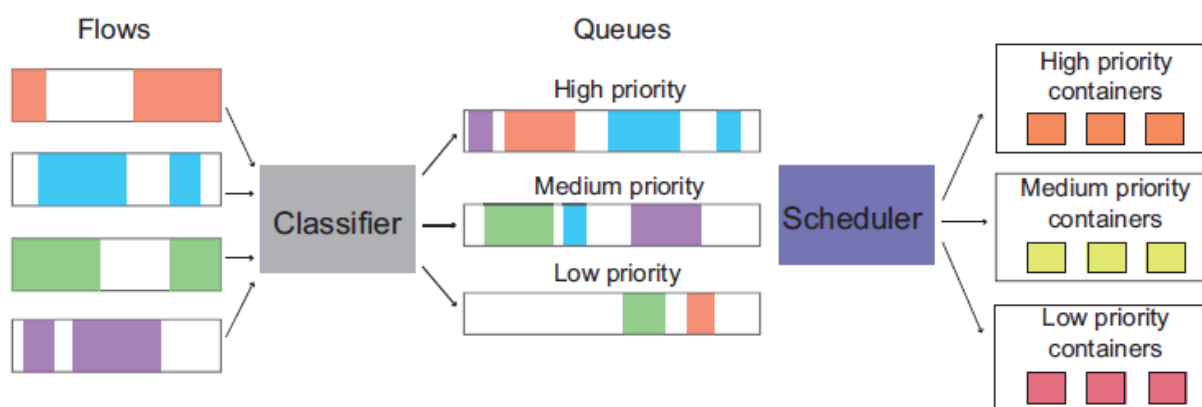 Flows
Queues
High priority
Medium priority
Low priority
Classifier
Scheduler
High priority
containers
Medium priority
containers
Low priority
containers